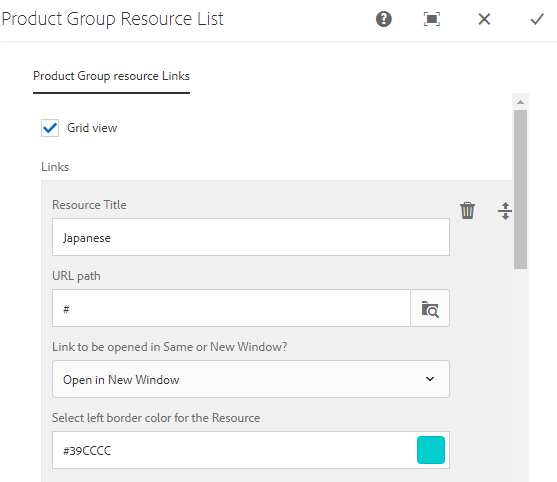 Product Group Resource List
Product Group resource Links
Grid view
Links
Resource Title
Japanese
URL path
#
Link to be opened in Same or New Window?
Open in New Window
Select left border color for the Resource
#39CCCC